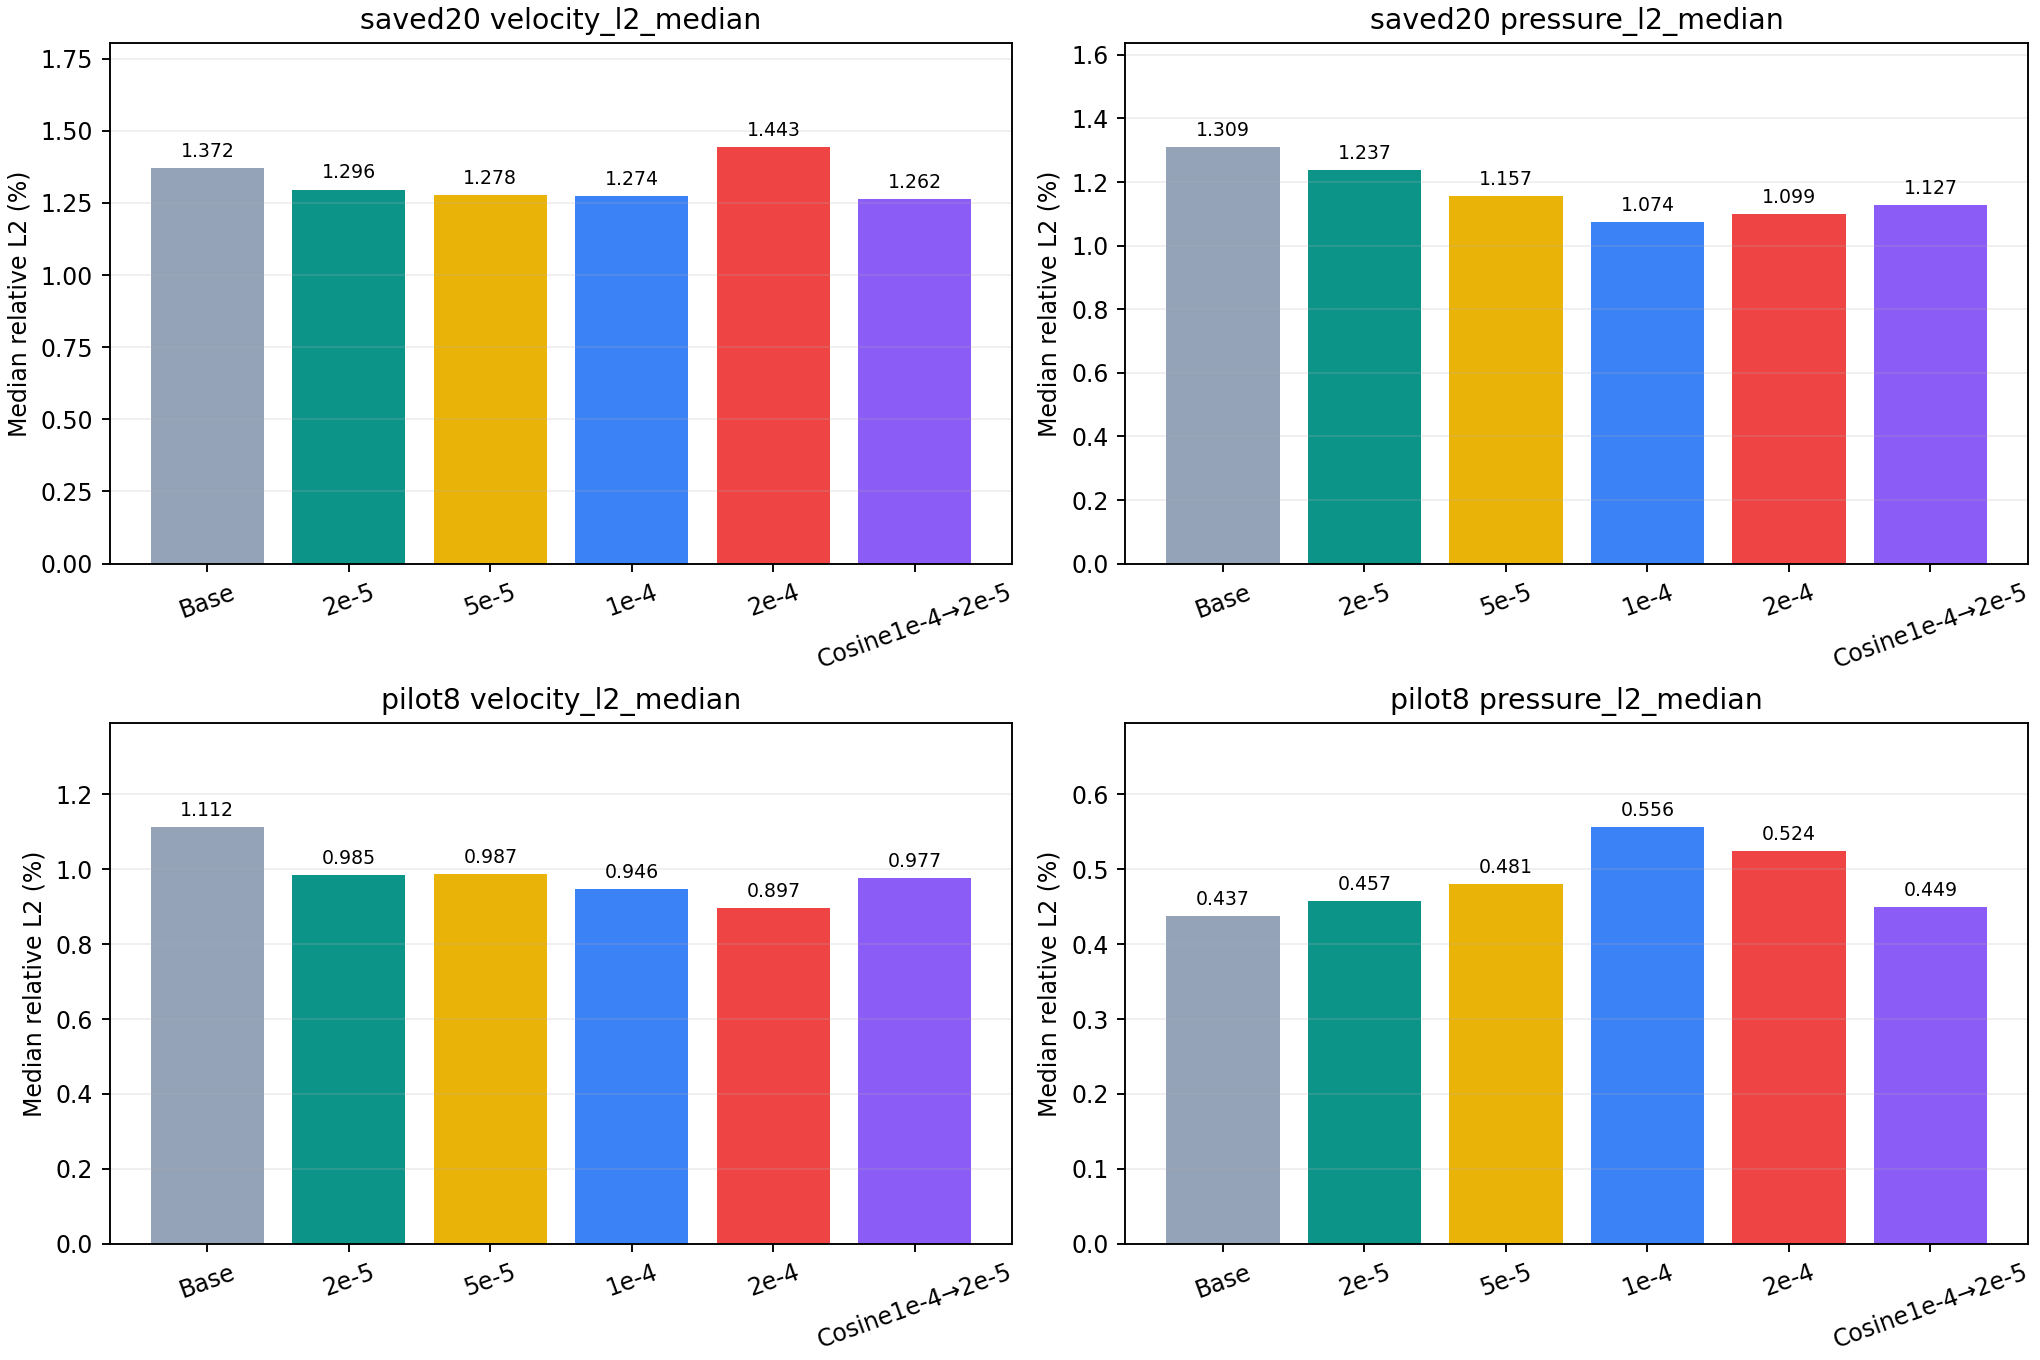 saved20 velocity_l2_median
Median relative L2 (%)
1.75
1.50
1.25
1.00
0.75
0.50
0.25
0.00
1.372
1.296
1.278
1.274
1.443
1.262
Base
2e-5
5e-5
1e-4
2e-4
Cosine1e-4→2e-5
saved20 pressure_l2_median
Median relative L2 (%)
1.6
1.4
1.2
1.0
0.8
0.6
0.4
0.2
0.0
1.309
1.237
1.157
1.074
1.099
1.127
Base
2e-5
5e-5
1e-4
2e-4
Cosine1e-4→2e-5
pilot8 velocity_l2_median
Median relative L2 (%)
1.2
1.0
0.8
0.6
0.4
0.2
0.0
1.112
0.985
0.987
0.946
0.897
0.977
Base
2e-5
5e-5
1e-4
2e-4
Cosine1e-4→2e-5
pilot8 pressure_l2_median
Median relative L2 (%)
0.6
0.5
0.4
0.3
0.2
0.1
0.0
0.437
0.457
0.481
0.556
0.524
0.449
Base
2e-5
5e-5
1e-4
2e-4
Cosine1e-4→2e-5